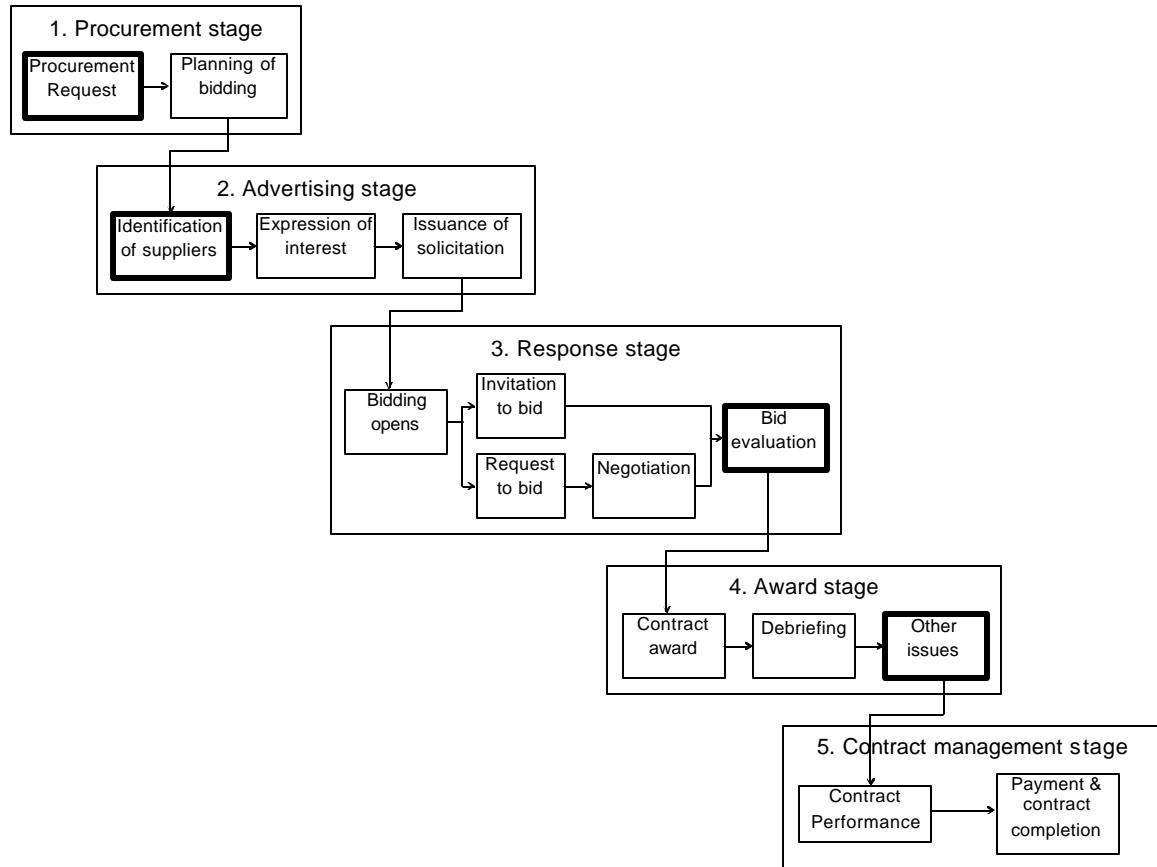 1. Procurement stage
Procurement
Request
Planning of
bidding
2. Advertising stage
Identification
of suppliers
Expression of
interest
Issuance of
solicitation
3. Response stage
Bidding
opens
Invitation
to bid
Request
to bid
Negotiation
Bid
evaluation
4. Award stage
Contract
award
Debriefing
Other
issues
5. Contract management stage
Contract
Performance
Payment &
contract
completion